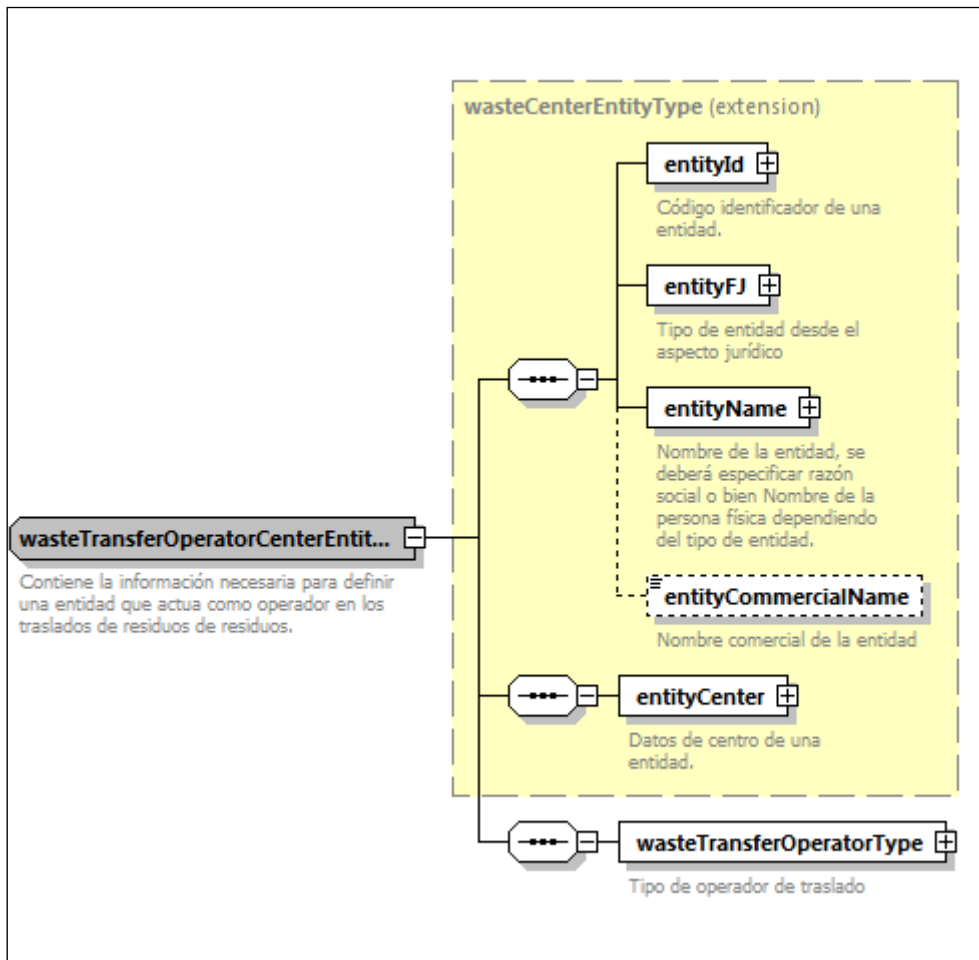 wasteCenterEntityType (extension)
entityId
Código identificador de una
entidad.
entityFJ
Tipo de entidad desde el
aspecto jurídico
entityName
Nombre de la entidad, se
deberá especificar razón
social o bien Nombre de la
persona física dependiendo
del tipo de entidad.
wasteTransferOperatorCenterEntit...
Contiene la información necesaria para definir
una entidad que actua como operador en los
traslados de residuos de residuos.
entityCommercialName
Nombre comercial de la entidad
entityCenter
Datos de centro de una
entidad.
wasteTransferOperatorType
Tipo de operador de traslado